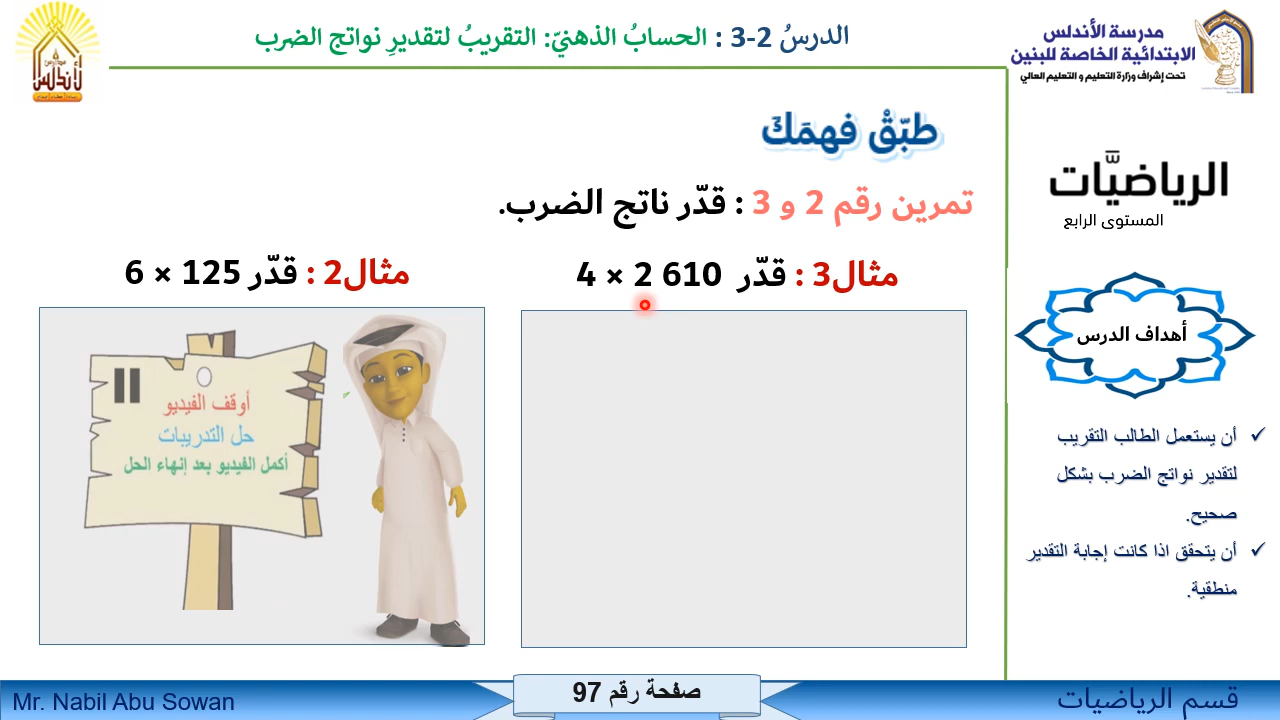 مدرسة الأندلس
الابتدائية الخاصة للبنين
تحت إشراف وزارة التعليم و التعليم العالي
الدرسُ 2-3 : الحسابُ الذهنيّ: التقريبُ لتقديرِ نواتج الضرب
الأندلس
الرياضيَّات
المستوى الرابع
أهداف الدرس
أن يستعمل الطالب التقريب
لتقدير نواتج الضرب بشكل
صحيح.
أن يتحقق اذا كانت إجابة التقدير
منطقية.
طبّقْ فهمَكَ
تمرين رقم 2 و 3 : قدّر ناتج الضرب.
مثال3 : قدّر 610 2 × 4
مثال2 : قدّر 125 × 6
أوقف الفيديو
حل التدريبات
أكمل الفيديو بعد إنهاء الحل
قسم الرياضيات
صفحة رقم 97
Mr. Nabil Abu Sowan